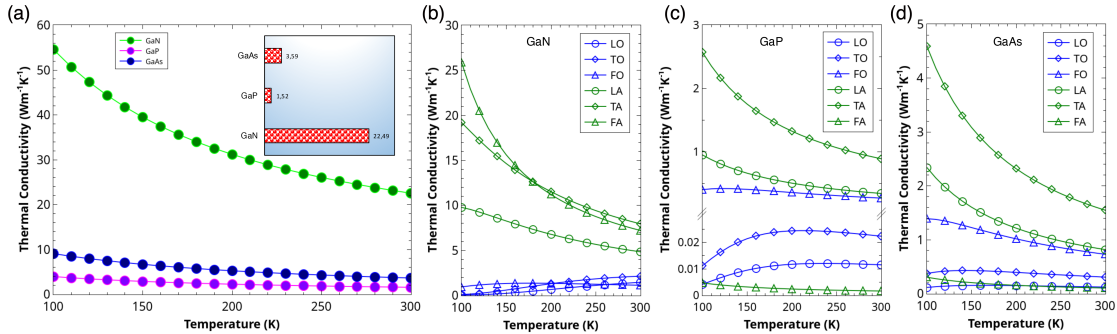 (a)
Thermal Conductivity (Wm⁻¹K⁻¹)
60
50
40
30
20
10
0
100
150
200
250
300
Temperature (K)
GaN
GaP
GaAs
GaAs
3,59
GaP
1,52
GaN
22,49
(b)
Thermal Conductivity (Wm⁻¹K⁻¹)
30
25
20
15
10
5
0
100
150
200
250
300
Temperature (K)
GaN
LO
TO
FO
LA
TA
FA
(c)
Thermal Conductivity (Wm⁻¹K⁻¹)
3
2
1
0.02
0.01
0
100
150
200
250
300
Temperature (K)
GaP
LO
TO
FO
LA
TA
FA
(d)
Thermal Conductivity (Wm⁻¹K⁻¹)
5
4
3
2
1
0
100
150
200
250
300
Temperature (K)
GaAs
LO
TO
FO
LA
TA
FA